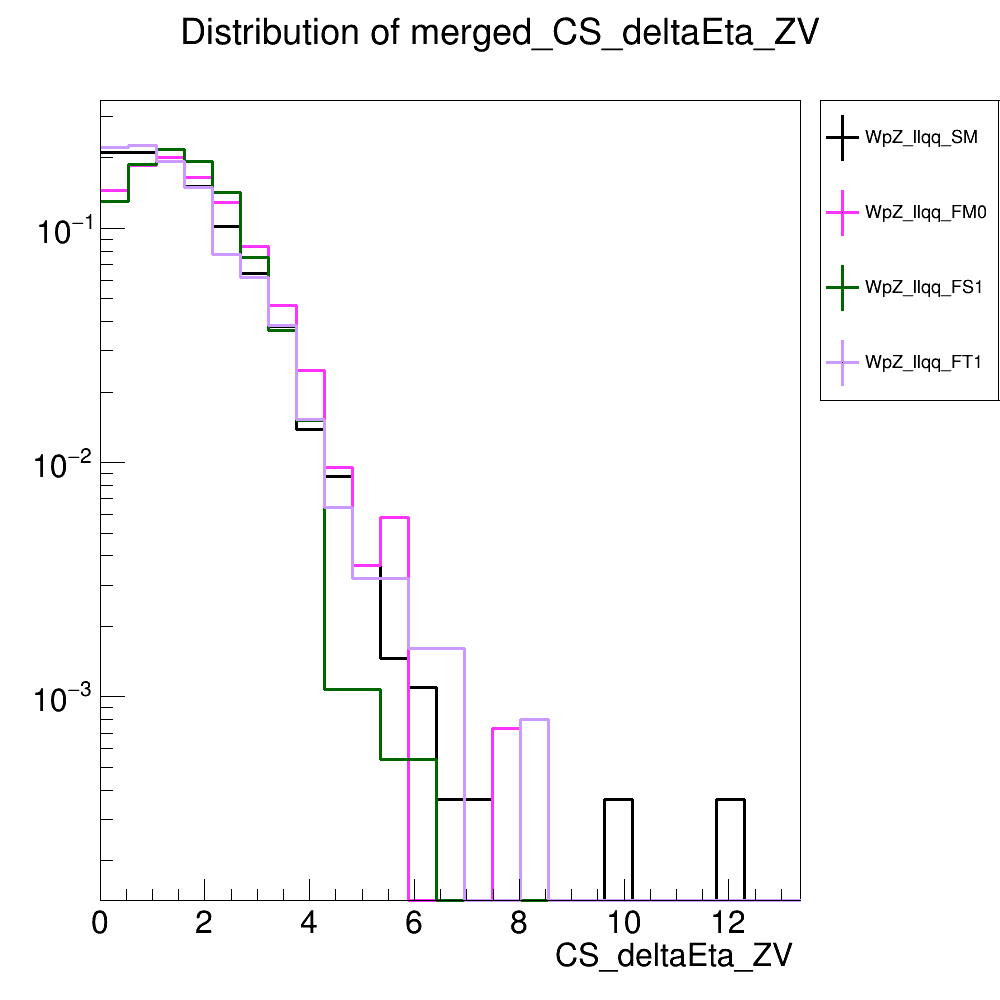 Distribution of merged_CS_deltaEta_ZV
WpZ_llqq_SM
WpZ_llqq_FM0
WpZ_llqq_FS1
WpZ_llqq_FT1
10⁻¹
10⁻²
10⁻³
0 2 4 6 8 10 12
CS_deltaEta_ZV